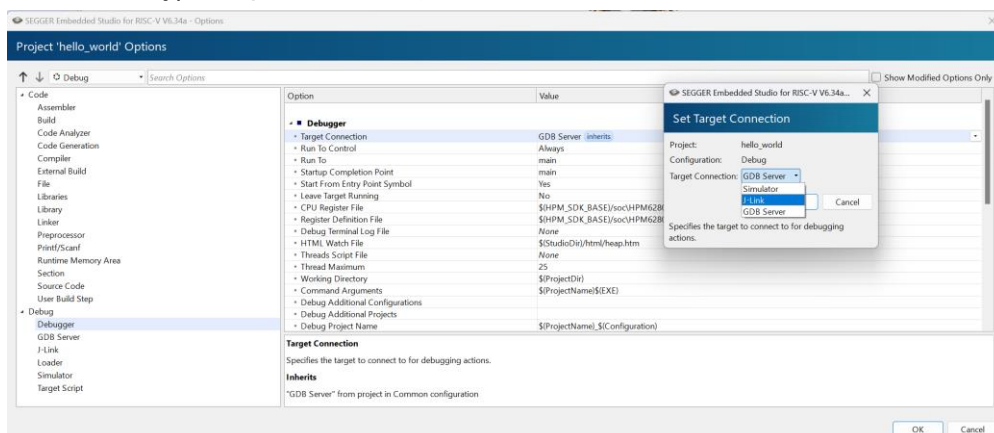 SEGGER Embedded Studio for RISC-V V6.34a - Options
Project 'hello_world' Options
Debug
Search Options
Show Modified Options Only
Code
Assembler
Build
Code Analyzer
Code Generation
Compiler
External Build
File
Libraries
Library
Linker
Preprocessor
Printf/Scanf
Runtime Memory Area
Section
Source Code
User Build Step
Debug
Debugger
GDB Server
J-Link
Loader
Simulator
Target Script
Option Value
Debugger
Target Connection GDB Server inherits
Run To Control Always
Run To main
Startup Completion Point main
Start From Entry Point Symbol Yes
Leave Target Running No
CPU Register File $(HPM_SDK_BASE)/soc\HPM628
Register Definition File $(HPM_SDK_BASE)/soc\HPM628
Debug Terminal Log File None
HTML Watch File $(StudioDir)/html/heap.htm
Threads Script File None
Thread Maximum 25
Working Directory $(ProjectDir)
Command Arguments $(ProjectName)$(EXE)
Debug Additional Configurations
Debug Additional Projects
Debug Project Name $(ProjectName)_$(Configuration)
Target Connection
Specifies the target to connect to for debugging actions.
Inherits
"GDB Server" from project in Common configuration
OK Cancel
SEGGER Embedded Studio for RISC-V V6.34a...
Set Target Connection
Project: hello_world
Configuration: Debug
Target Connection: GDB Server
Simulator
J-Link
GDB Server
Cancel
Specifies the target to connect to for debugging
actions.